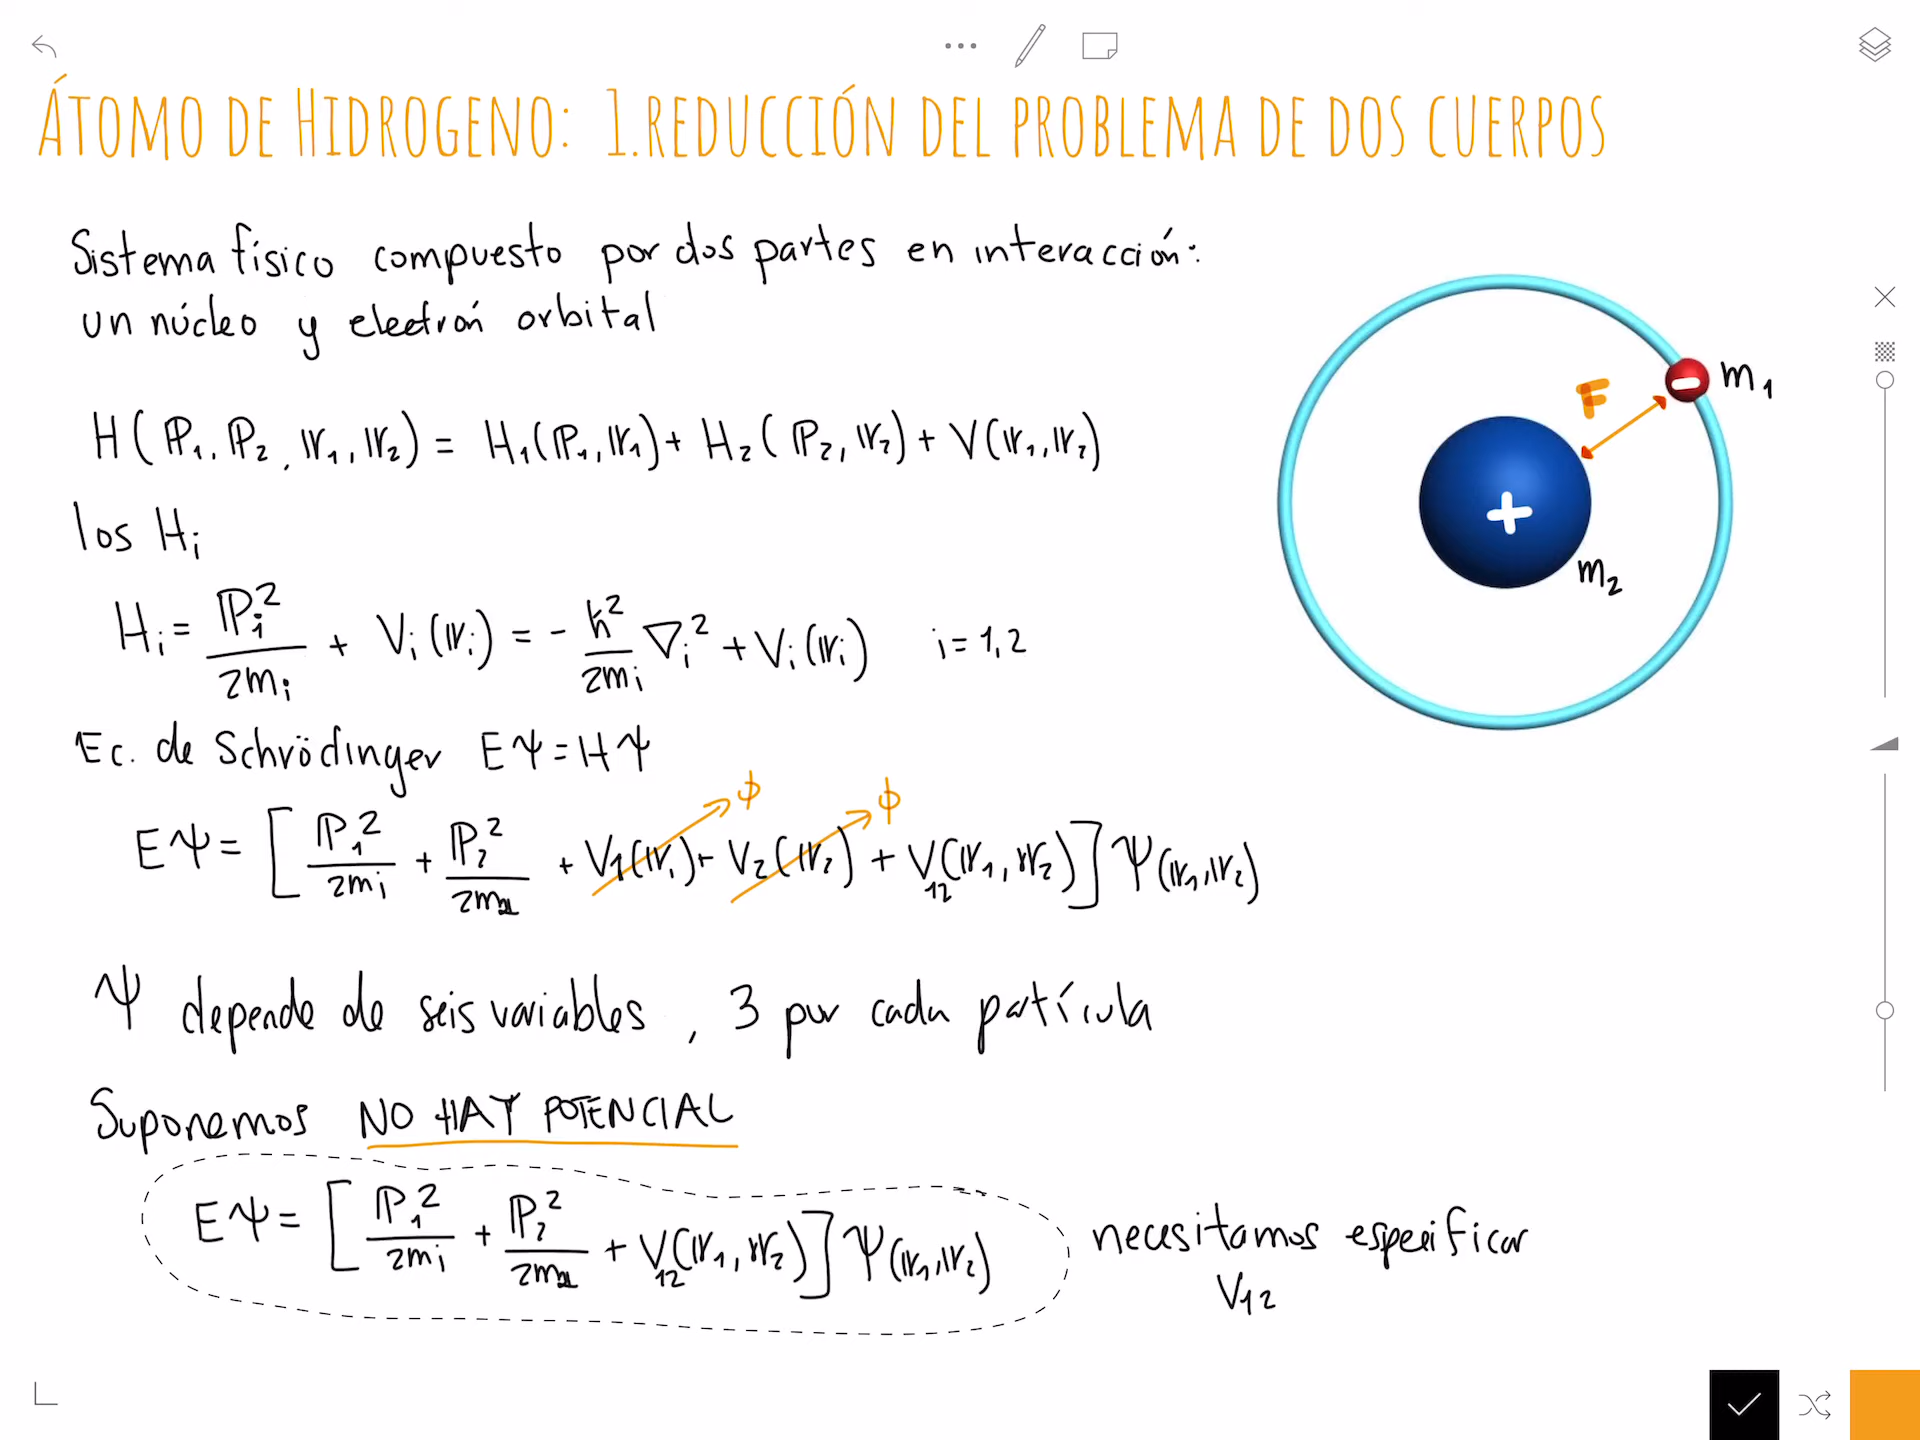 ÁTOMO DE HIDROGENO: 1.REDUCCIÓN DEL PROBLEMA DE DOS CUERPOS
Sistema físico compuesto por dos partes en interacción:
un núcleo y electrón orbital
H(ℙ₁, ℙ₂, 𝕣₁, 𝕣₂) = H₁(ℙ₁, 𝕣₁) + H₂(ℙ₂, 𝕣₂) + V(𝕣₁, 𝕣₂)
los Hᵢ
Hᵢ = ℙᵢ²/2mᵢ + Vᵢ(𝕣ᵢ) = -ħ²/2mᵢ ∇ᵢ² + Vᵢ(𝕣ᵢ) i = 1,2
Ec. de Schrödinger EΨ = HΨ
ϕ ϕ
EΨ = [ℙ₁²/2mᵢ + ℙ₂²/2m₂ + V₁(𝕣₁) + V₂(𝕣₂) + V₁₂(𝕣₁, 𝕣₂)] Ψ(𝕣₁, 𝕣₂)
Ψ depende de seis variables, 3 por cada patícula
Suponemos NO HAY POTENCIAL
EΨ = [ℙ₁²/2mᵢ + ℙ₂²/2m₂ + V₁₂(𝕣₁, 𝕣₂)] Ψ(𝕣₁, 𝕣₂) necesitamos especificar
V₁₂
F
m₁
−
+
m₂